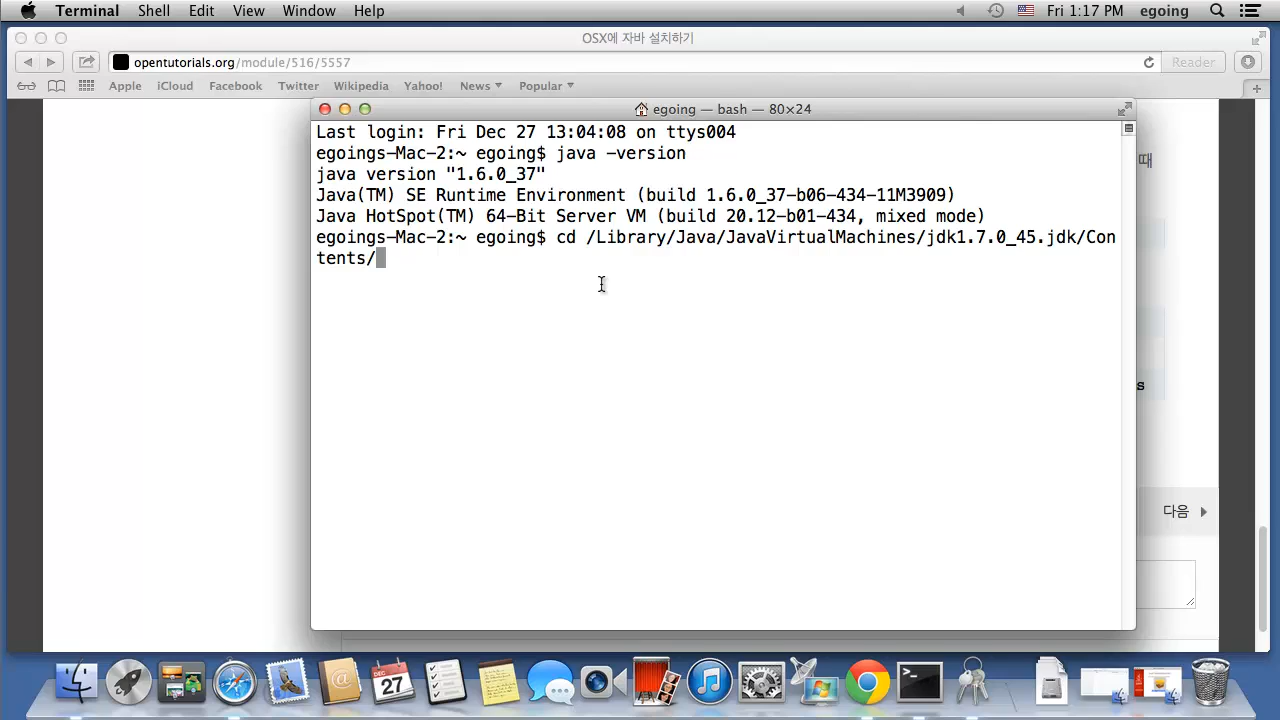 Terminal Shell Edit View Window Help Fri 1:17 PM egoing
OSX에 자바 설치하기
opentutorials.org/module/516/5557 Reader
Apple iCloud Facebook Twitter Wikipedia Yahoo! News Popular
egoing — bash — 80×24
Last login: Fri Dec 27 13:04:08 on ttys004
egoings-Mac-2:~ egoing$ java -version
java version "1.6.0_37"
Java(TM) SE Runtime Environment (build 1.6.0_37-b06-434-11M3909)
Java HotSpot(TM) 64-Bit Server VM (build 20.12-b01-434, mixed mode)
egoings-Mac-2:~ egoing$ cd /Library/Java/JavaVirtualMachines/jdk1.7.0_45.jdk/Con
tents/
때
s
다음
DEC
27